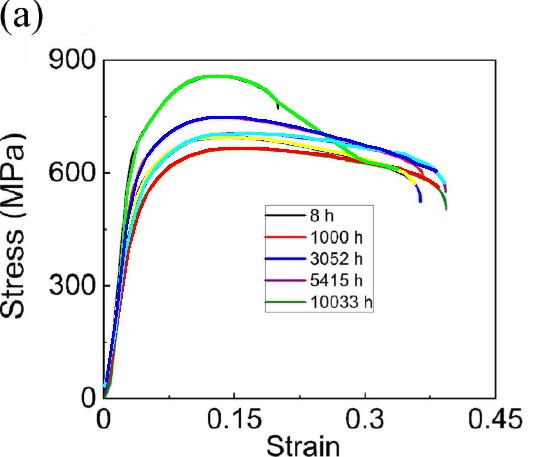 (a)
900
600
300
0
Stress (MPa)
8 h
1000 h
3052 h
5415 h
10033 h
0 0.15 0.3 0.45
Strain